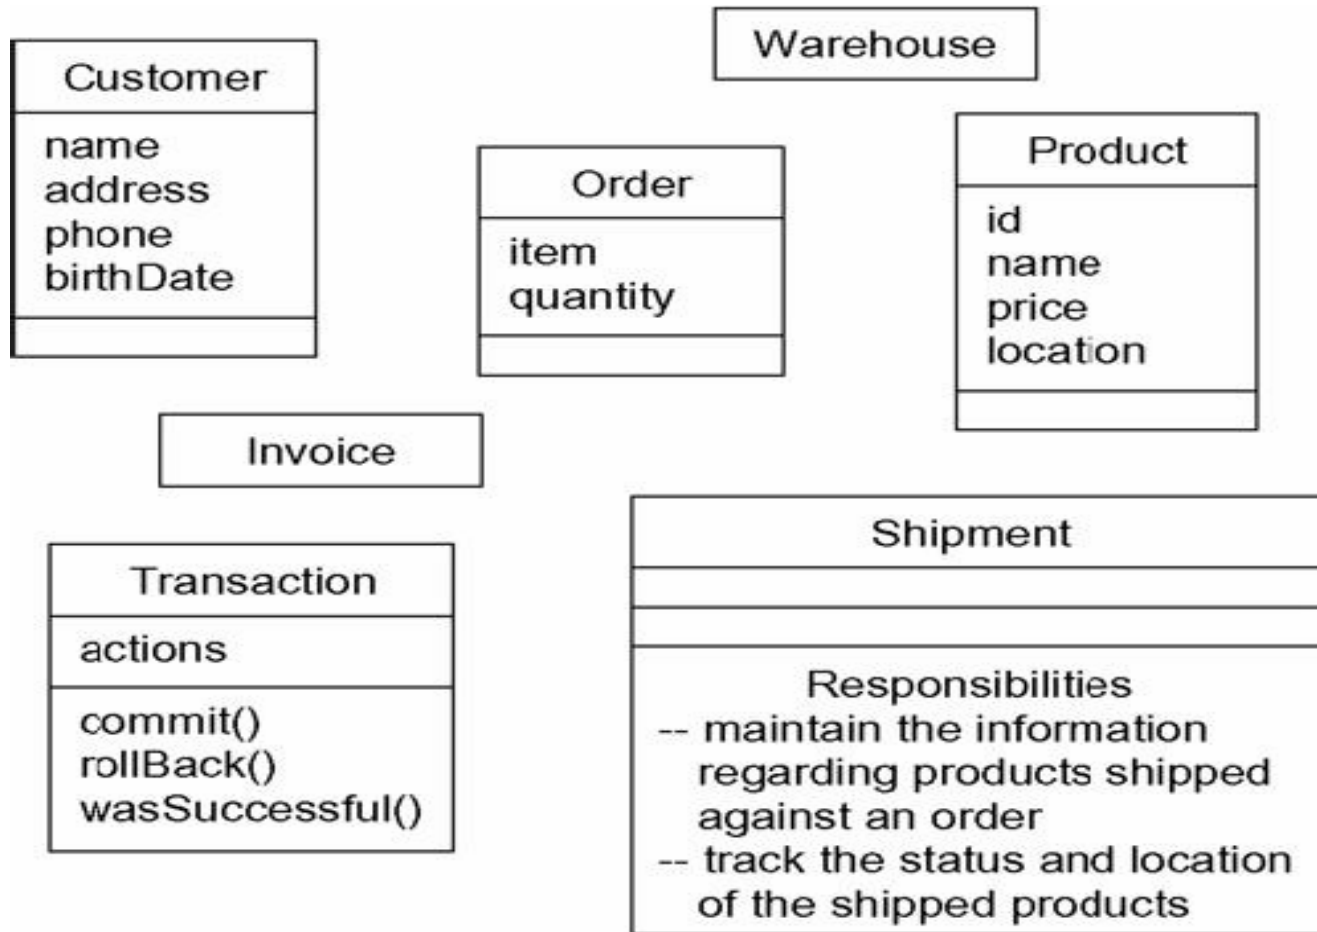 Warehouse
Customer
name
address
phone
birthDate
Order
item
quantity
Product
id
name
price
location
Invoice
Transaction
actions
commit()
rollBack()
wasSuccessful()
Shipment
Responsibilities
-- maintain the information
regarding products shipped
against an order
-- track the status and location
of the shipped products